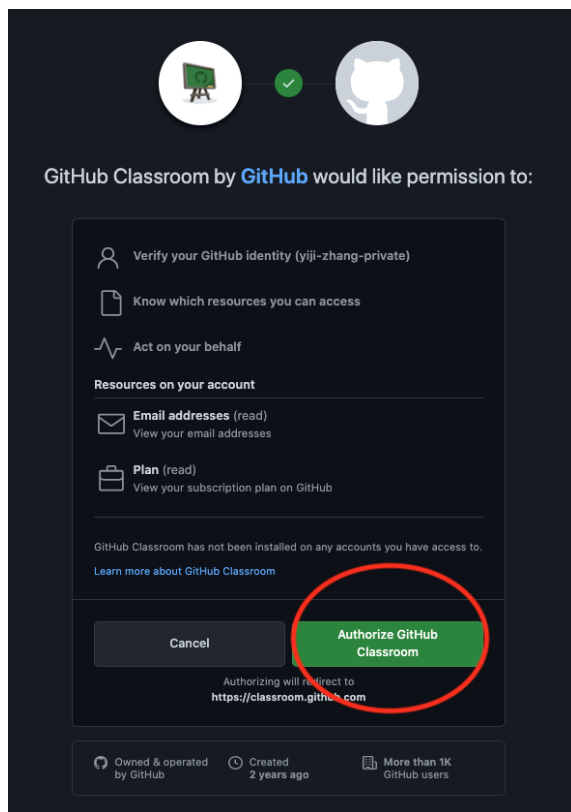 GitHub Classroom by GitHub would like permission to:
Verify your GitHub identity (yiji-zhang-private)
Know which resources you can access
Act on your behalf
Resources on your account
Email addresses (read)
View your email addresses
Plan (read)
View your subscription plan on GitHub
GitHub Classroom has not been installed on any accounts you have access to.
Learn more about GitHub Classroom
Cancel
Authorize GitHub
Classroom
Authorizing will redirect to
https://classroom.github.com
Owned & operated
by GitHub
Created
2 years ago
More than 1K
GitHub users